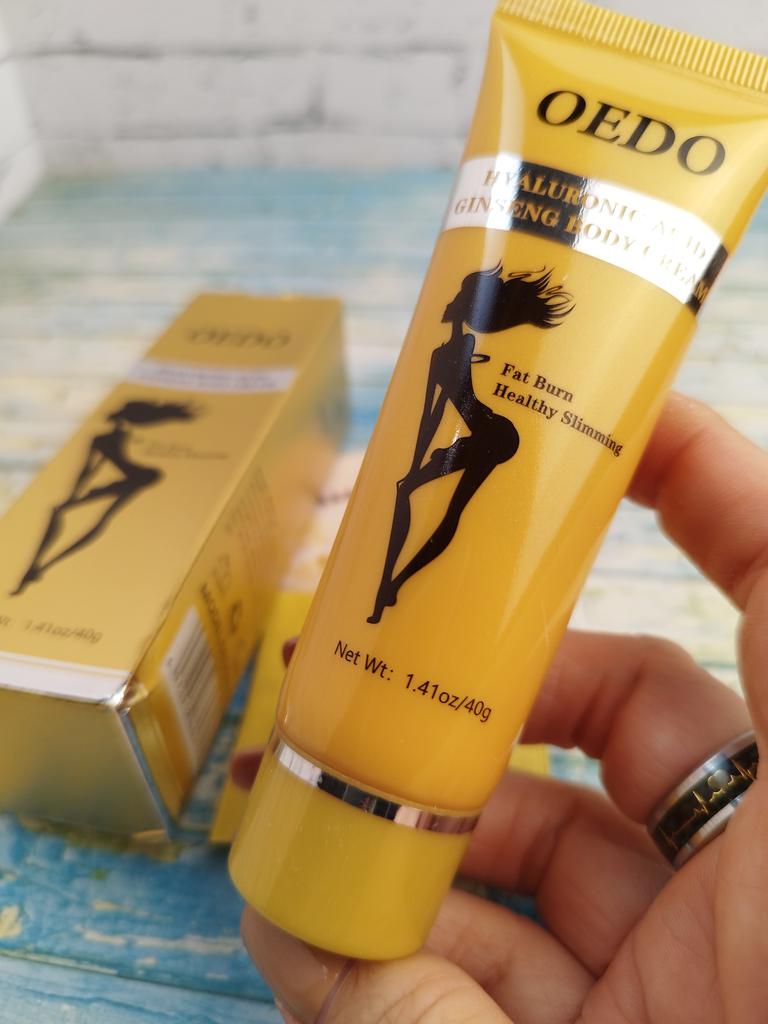 OEDO
HYALURONIC ACID
GINSENG BODY CREAM
Fat Burn
Healthy Slimming
Net Wt: 1.41oz/40g
OEDO
1.41oz/40g